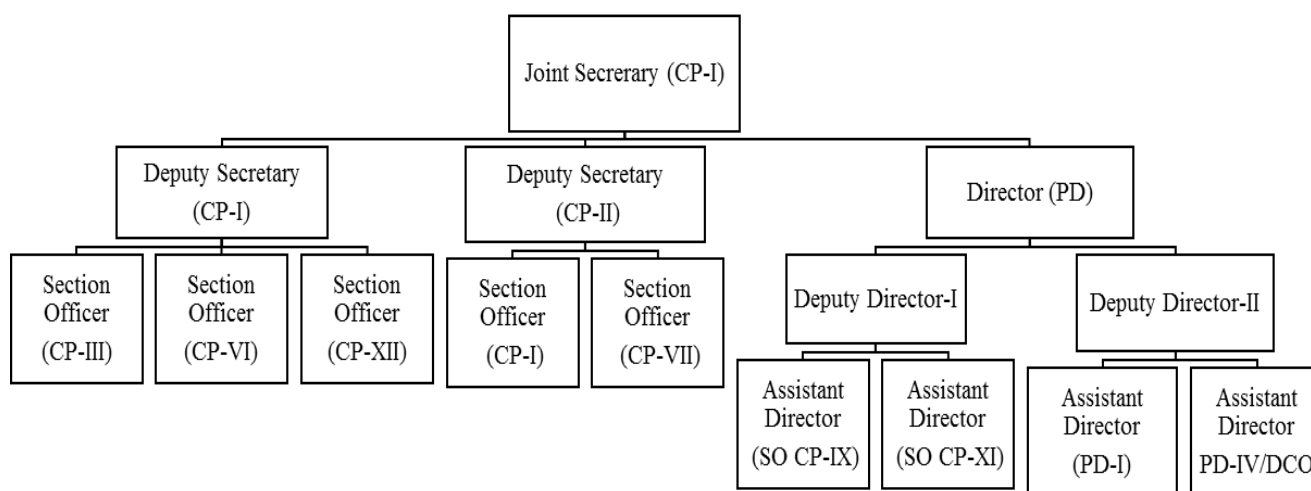 Joint Secrerary (CP-I)
Deputy Secretary
(CP-I)
Deputy Secretary
(CP-II)
Director (PD)
Section
Officer
(CP-III)
Section
Officer
(CP-VI)
Section
Officer
(CP-XII)
Section
Officer
(CP-I)
Section
Officer
(CP-VII)
Deputy Director-I
Deputy Director-II
Assistant
Director
(SO CP-IX)
Assistant
Director
(SO CP-XI)
Assistant
Director
(PD-I)
Assistant
Director
PD-IV/DCO